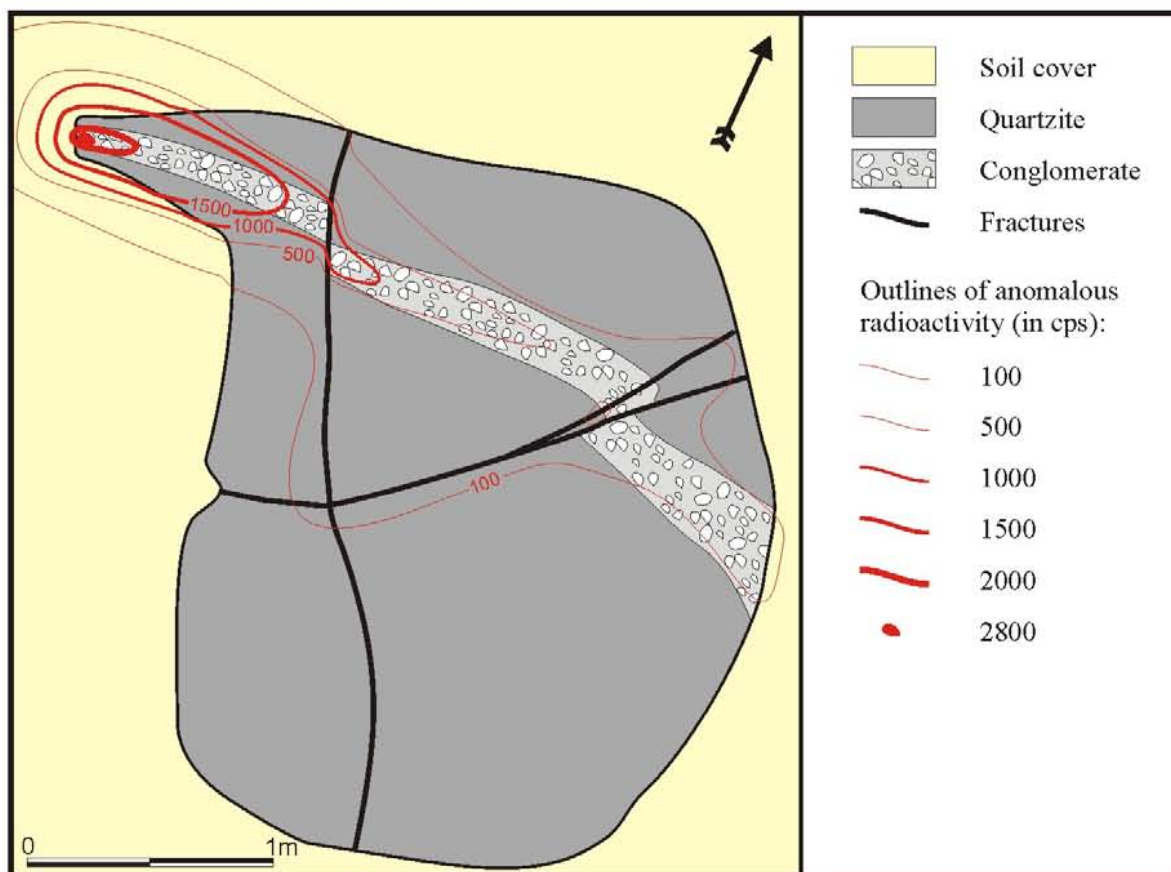 1500
1000
500
100
0 1m
Soil cover
Quartzite
Conglomerate
Fractures
Outlines of anomalous
radioactivity (in cps):
100
500
1000
1500
2000
2800